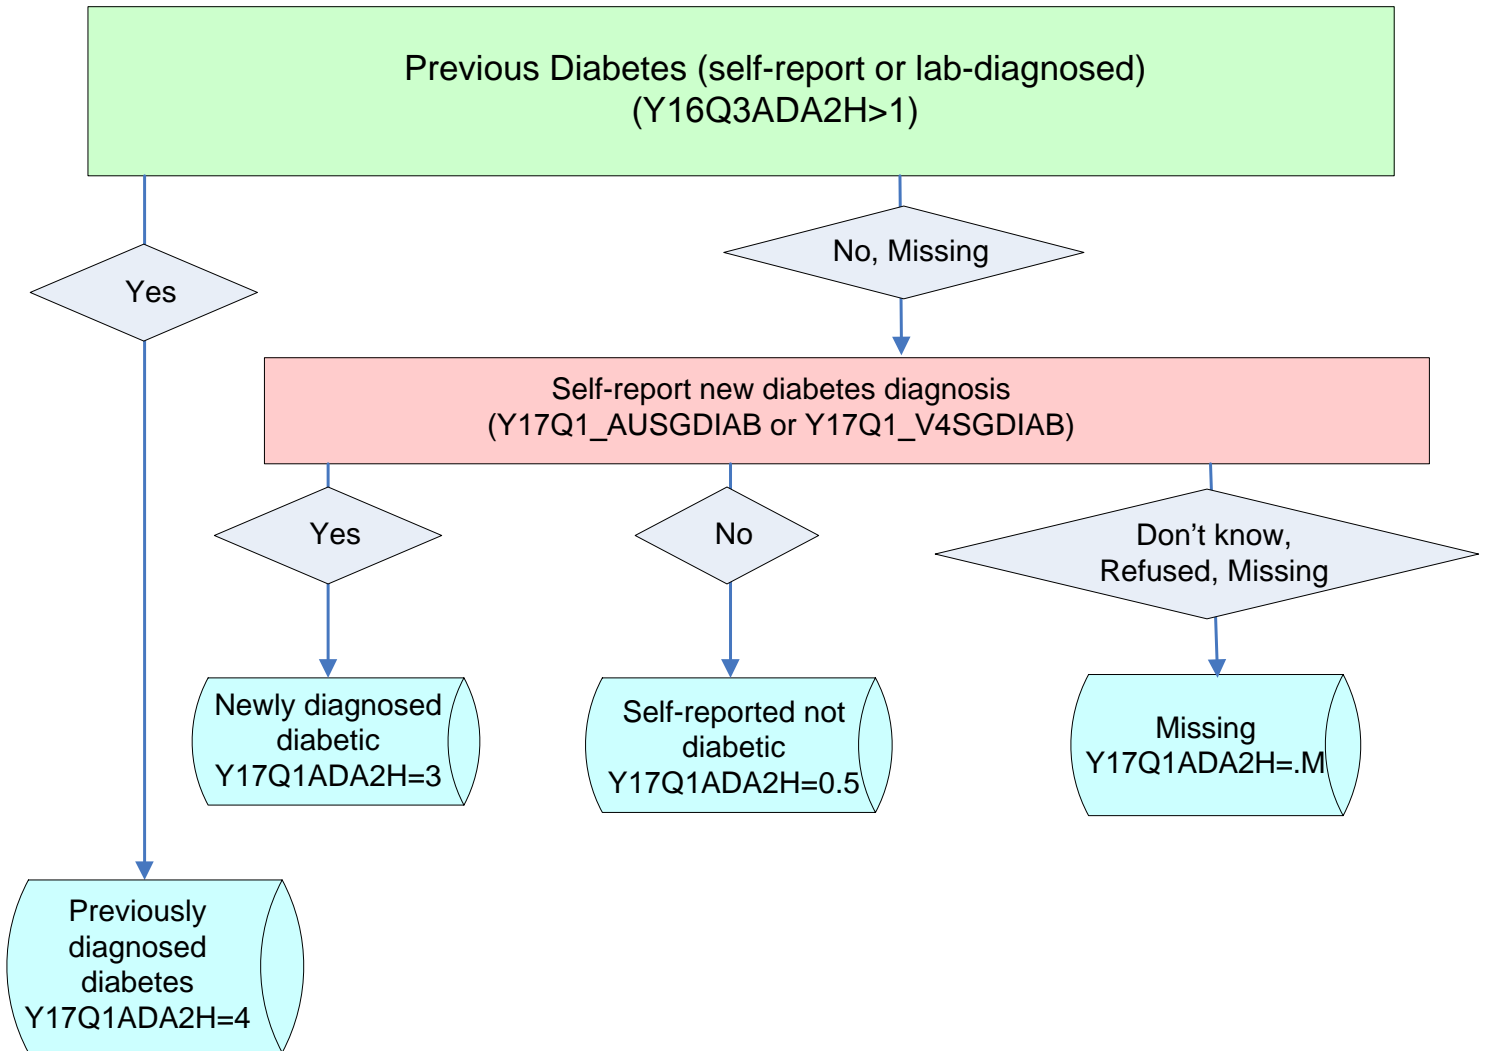 Previous Diabetes (self-report or lab-diagnosed)
(Y16Q3ADA2H>1)
No, Missing
Yes
Self-report new diabetes diagnosis
(Y17Q1_AUSGDIAB or Y17Q1_V4SGDIAB)
Yes
No
Don’t know,
Refused, Missing
Newly diagnosed
diabetic
Y17Q1ADA2H=3
Self-reported not
diabetic
Y17Q1ADA2H=0.5
Missing
Y17Q1ADA2H=.M
Previously
diagnosed
diabetes
Y17Q1ADA2H=4